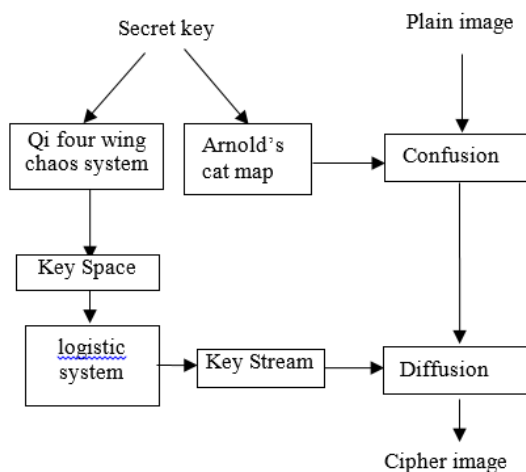 Secret key
Plain image
Qi four wing
chaos system
Arnold's
cat map
Confusion
Key Space
logistic
system
Key Stream
Diffusion
Cipher image